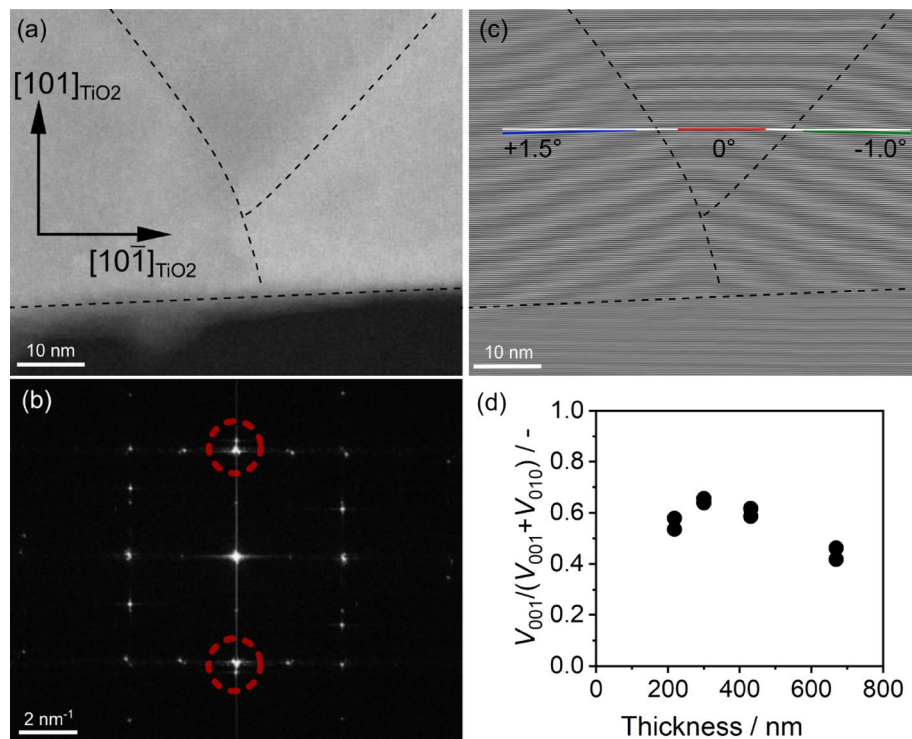 (a)
[101]TiO2
[101̅]TiO2
10 nm
(b)
2 nm⁻¹
(c)
+1.5°
0°
-1.0°
10 nm
(d)
V001/(V001+V010) / -
1.0
0.8
0.6
0.4
0.2
0.0
0
200
400
600
800
Thickness / nm